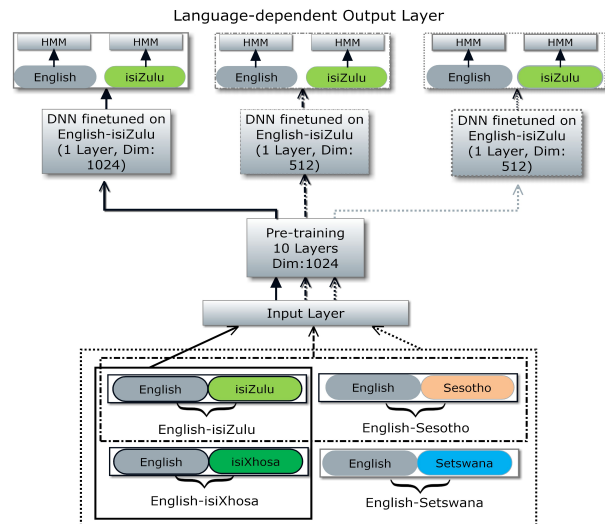 Language-dependent Output Layer
HMM HMM HMM HMM HMM HMM
English isiZulu English isiZulu English isiZulu
DNN finetuned on
English-isiZulu
(1 Layer, Dim:
1024)
DNN finetuned on
English-isiZulu
(1 Layer, Dim:
512)
DNN finetuned on
English-isiZulu
(1 Layer, Dim:
512)
Pre-training
10 Layers
Dim:1024
Input Layer
English isiZulu
English-isiZulu
English Sesotho
English-Sesotho
English isiXhosa
English-isiXhosa
English Setswana
English-Setswana